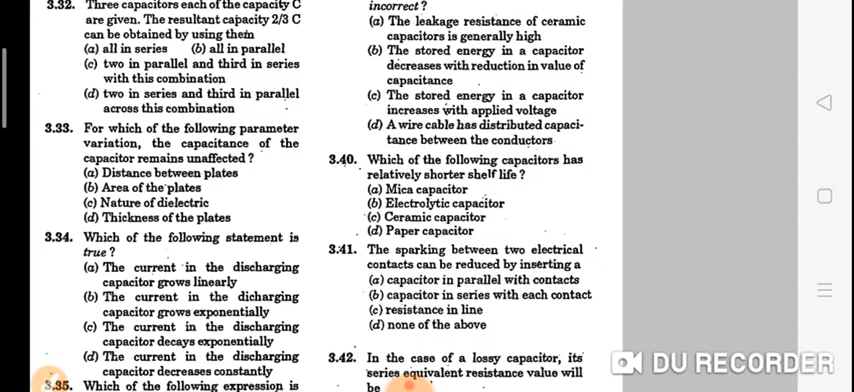 3.32. Three capacitors each of the capacity C
are given. The resultant capacity 2/3 C
can be obtained by using them
(a) all in series (b) all in parallel
(c) two in parallel and third in series
with this combination
(d) two in series and third in parallel
across this combination
3.33. For which of the following parameter
variation, the capacitance of the
capacitor remains unaffected ?
(a) Distance between plates
(b) Area of the plates
(c) Nature of dielectric
(d) Thickness of the plates
3.34. Which of the following statement is
true ?
(a) The current in the discharging
capacitor grows linearly
(b) The current in the dicharging
capacitor grows exponentially
(c) The current in the discharging
capacitor decays exponentially
(d) The current in the discharging
capacitor decreases constantly
3.35. Which of the following expression is
incorrect ?
(a) The leakage resistance of ceramic
capacitors is generally high
(b) The stored energy in a capacitor
decreases with reduction in value of
capacitance
(c) The stored energy in a capacitor
increases with applied voltage
(d) A wire cable has distributed capaci-
tance between the conductors
3.40. Which of the following capacitors has
relatively shorter shelf life ?
(a) Mica capacitor
(b) Electrolytic capacitor
(c) Ceramic capacitor
(d) Paper capacitor
3.41. The sparking between two electrical
contacts can be reduced by inserting a
(a) capacitor in parallel with contacts
(b) capacitor in series with each contact
(c) resistance in line
(d) none of the above
3.42. In the case of a lossy capacitor, its
series equivalent resistance value will
be
DU RECORDER